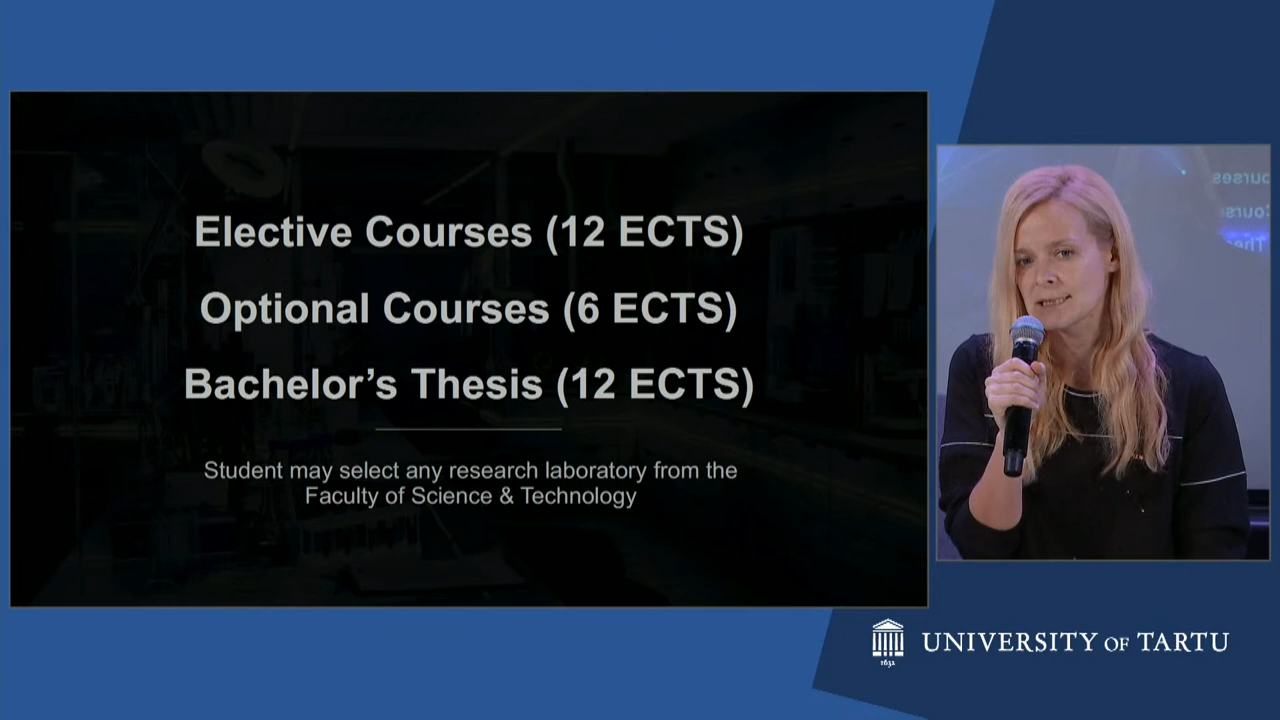 Elective Courses (12 ECTS)
Optional Courses (6 ECTS)
Bachelor’s Thesis (12 ECTS)
Student may select any research laboratory from the
Faculty of Science & Technology
1632
UNIVERSITY OF TARTU